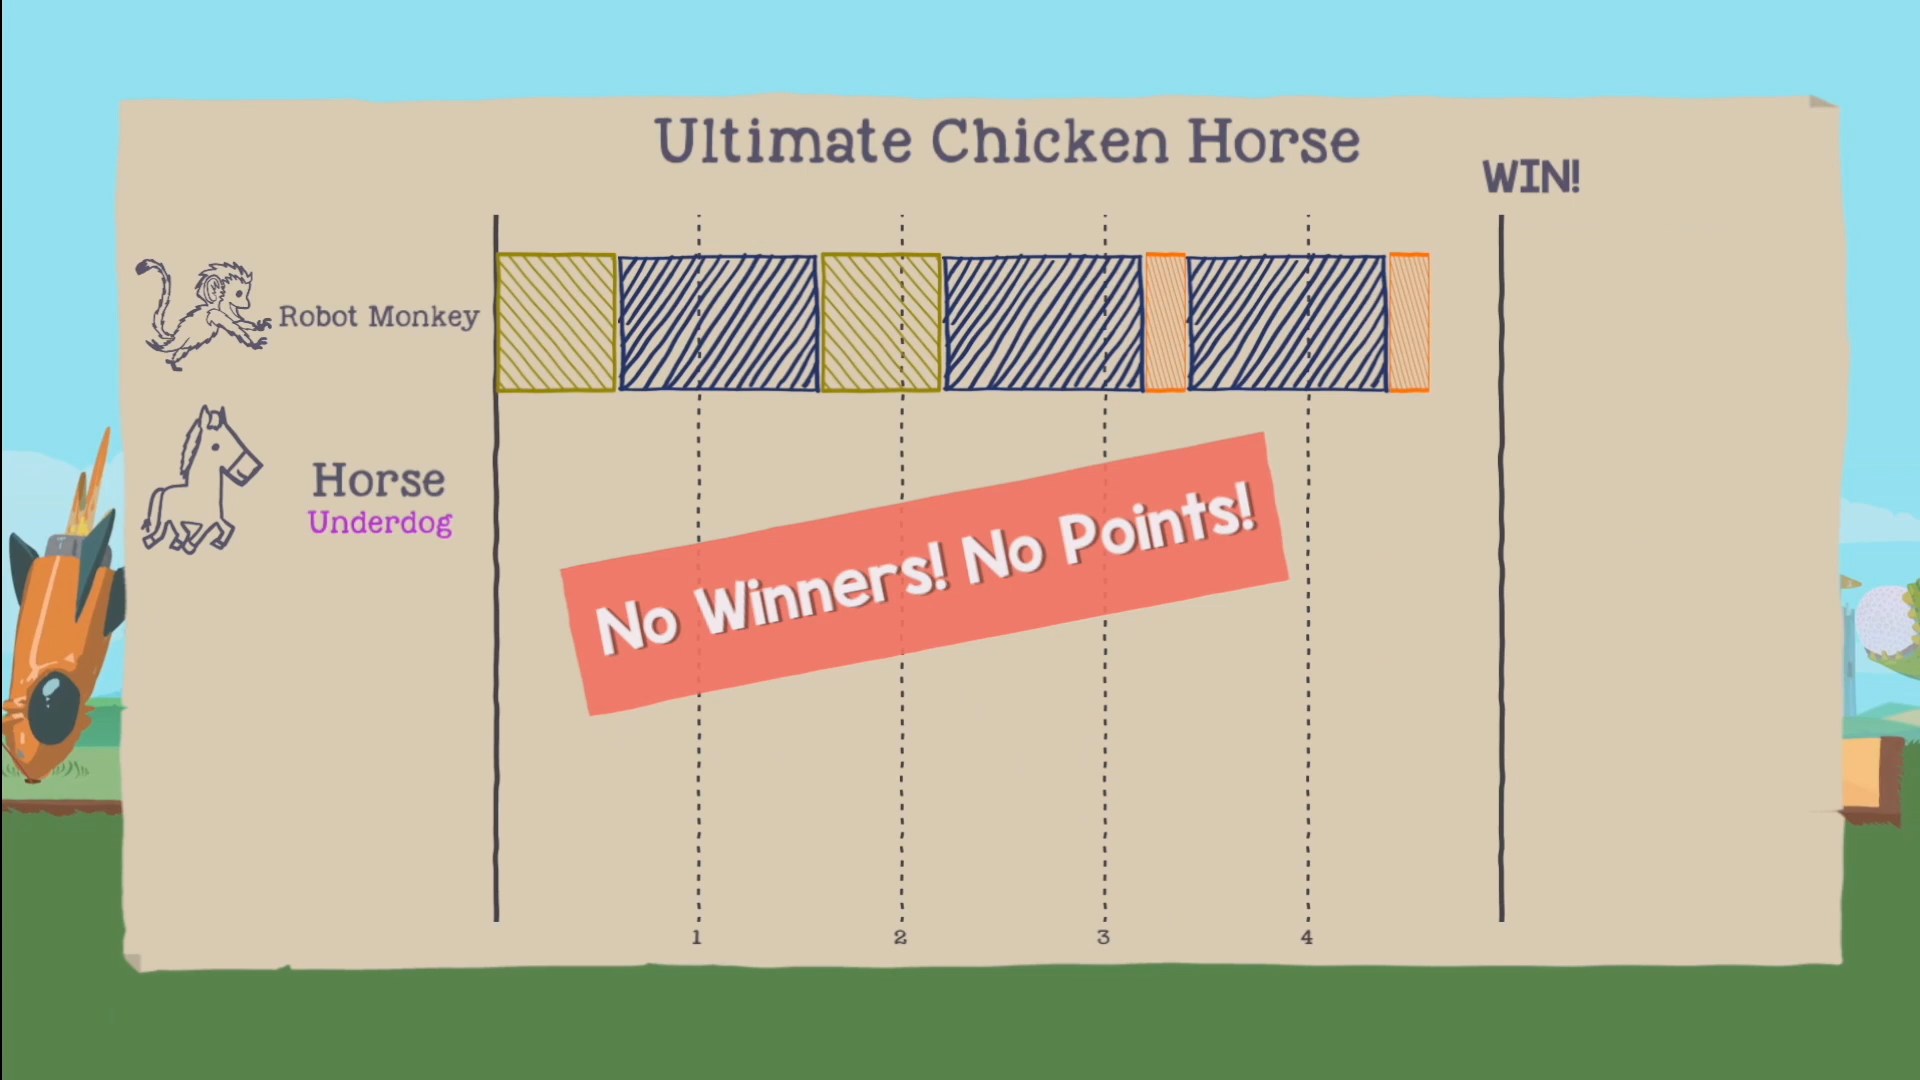 Ultimate Chicken Horse
WIN!
Robot Monkey
Horse
Underdog
No Winners! No Points!
1 2 3 4